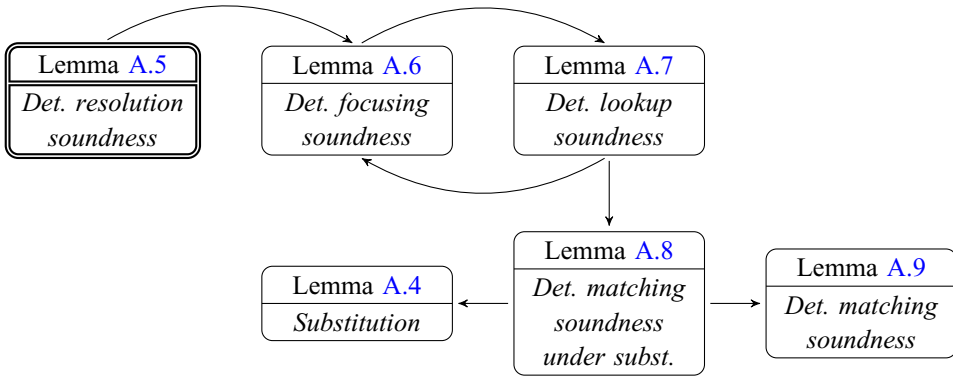 Lemma A.5
Det. resolution
soundness
Lemma A.6
Det. focusing
soundness
Lemma A.7
Det. lookup
soundness
Lemma A.4
Substitution
Lemma A.8
Det. matching
soundness
under subst.
Lemma A.9
Det. matching
soundness